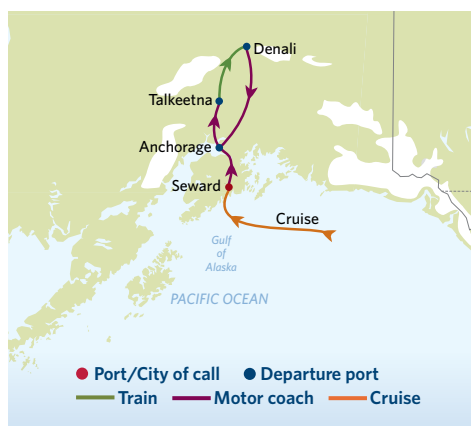 Denali
Talkeetna
Anchorage
Seward
Cruise
Gulf
of
Alaska
PACIFIC OCEAN
Port/City of call
Departure port
Train
Motor coach
Cruise